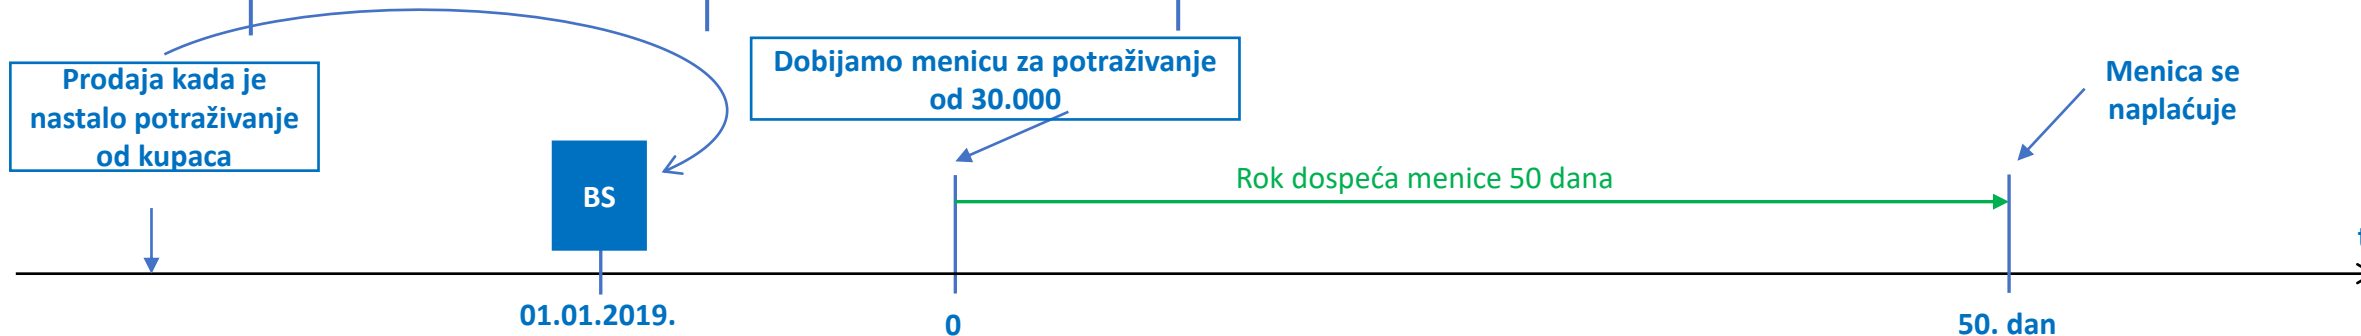 Prodaja kada je
nastalo potraživanje
od kupaca
BS
01.01.2019.
Dobijamo menicu za potraživanje
od 30.000
0
Rok dospeća menice 50 dana
Menica se
naplaćuje
50. dan